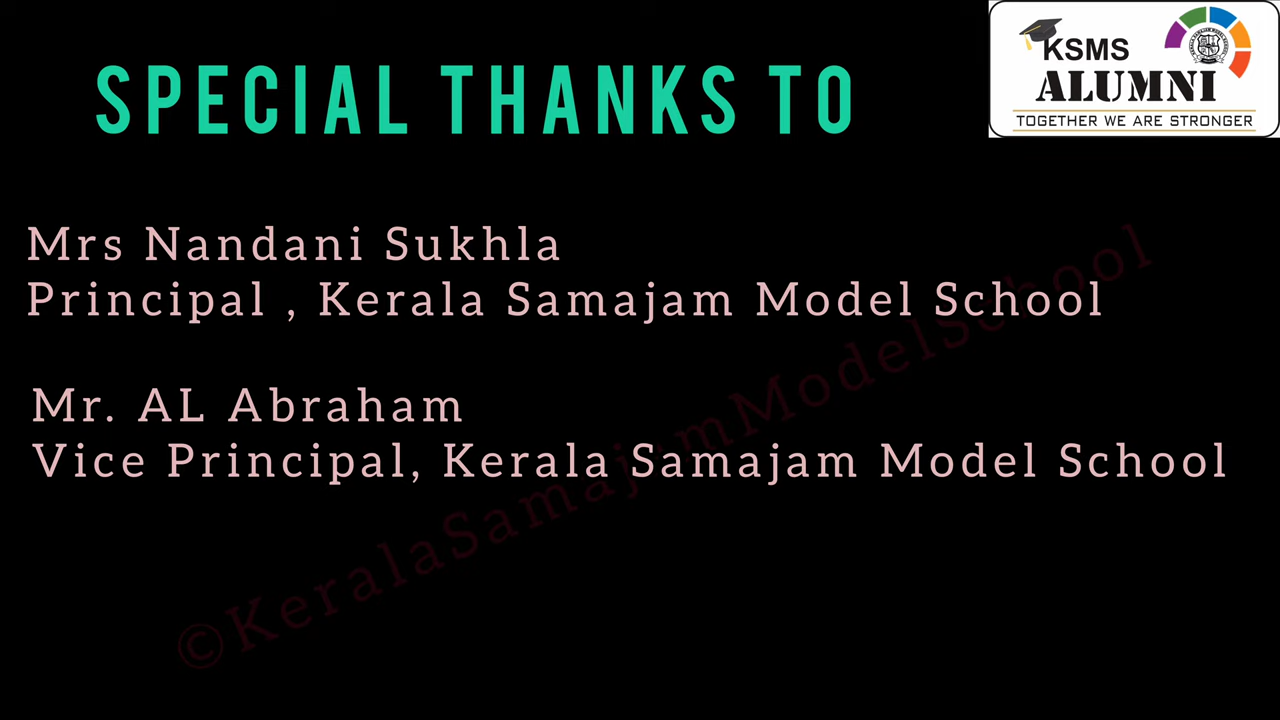 SPECIAL THANKS TO
KSMS
ALUMNI
TOGETHER WE ARE STRONGER
Mrs Nandani Sukhla
Principal , Kerala Samajam Model School
Mr. AL Abraham
Vice Principal, Kerala Samajam Model School
©KeralaSamajamModelSchool